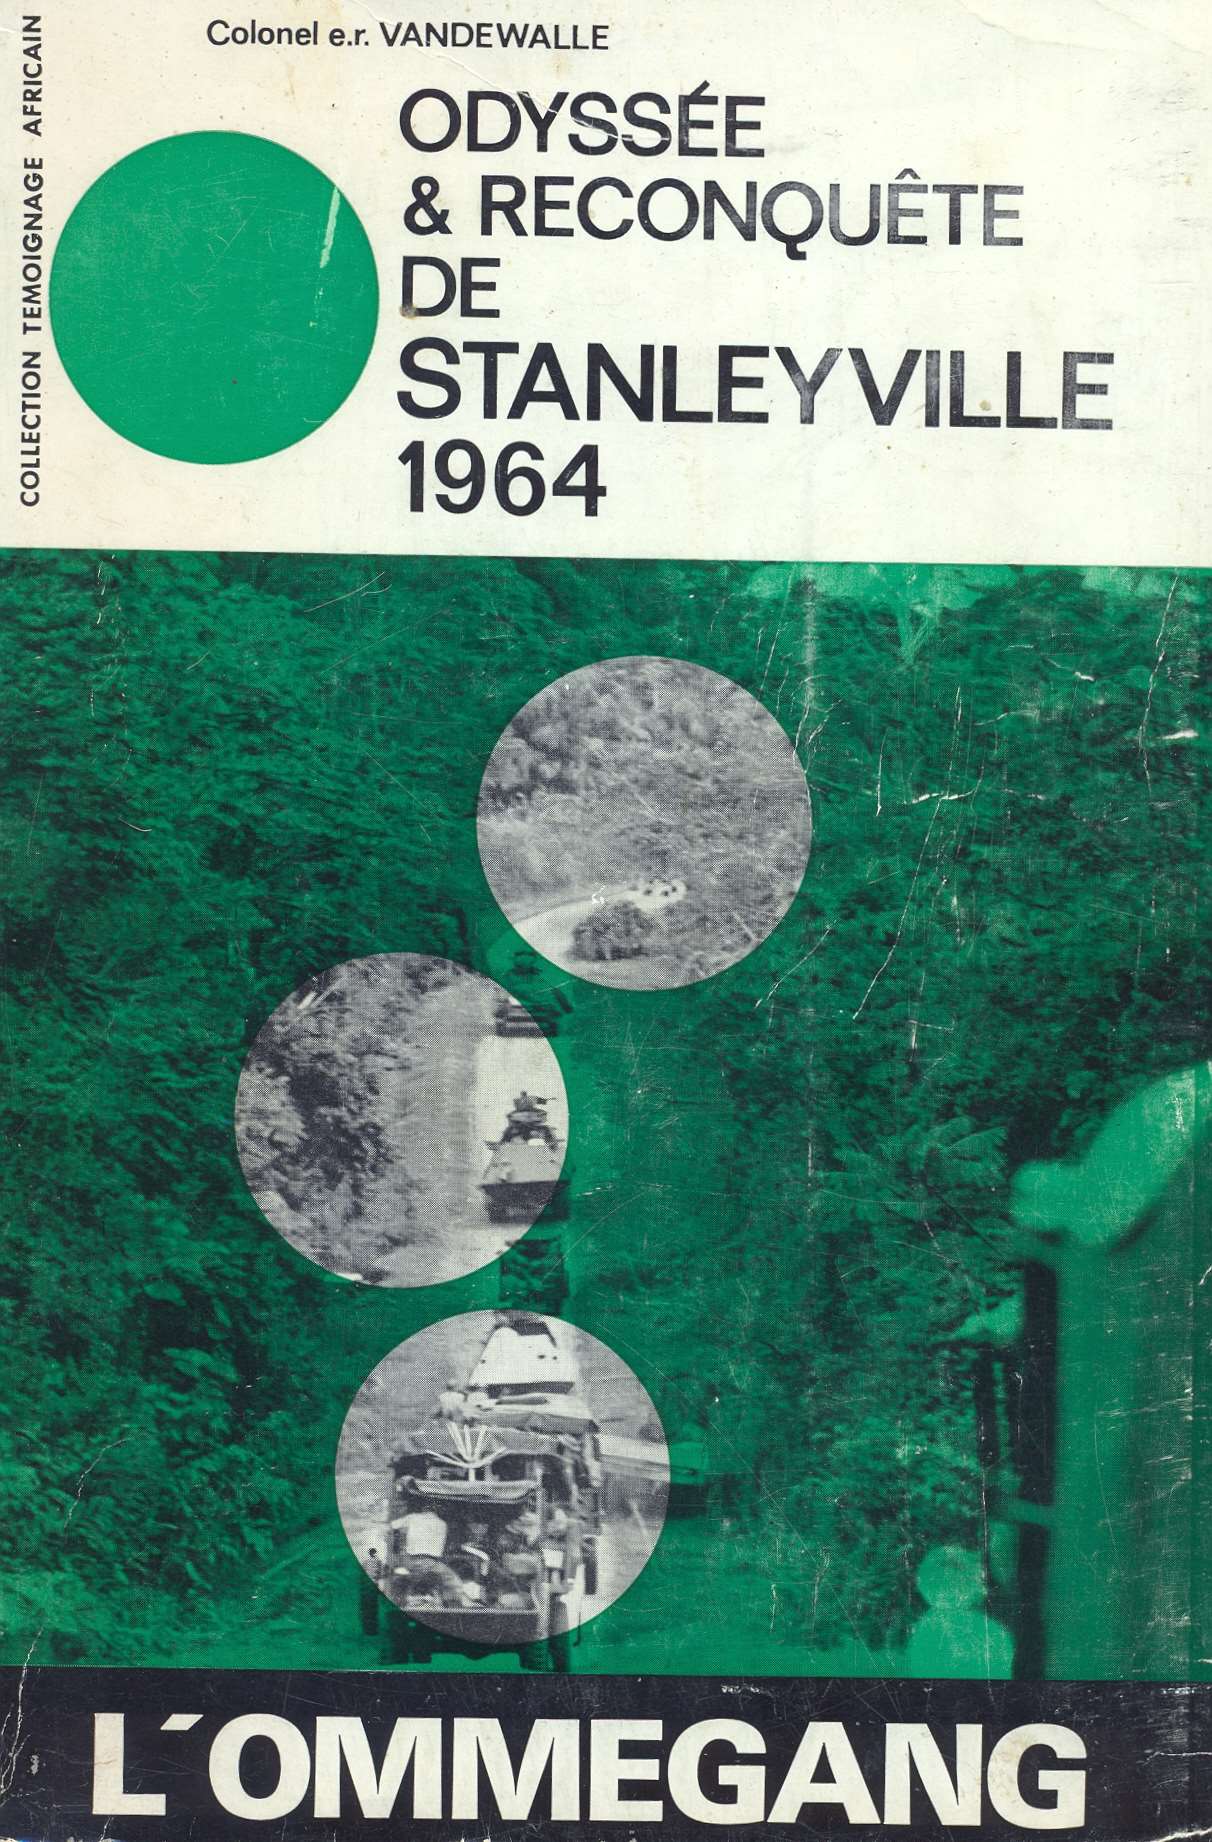 Colonel e.r. VANDEWALLE
COLLECTION TEMOIGNAGE AFRICAIN
ODYSSÉE
& RECONQUÊTE
DE
STANLEYVILLE
1964
L´OMMEGANG